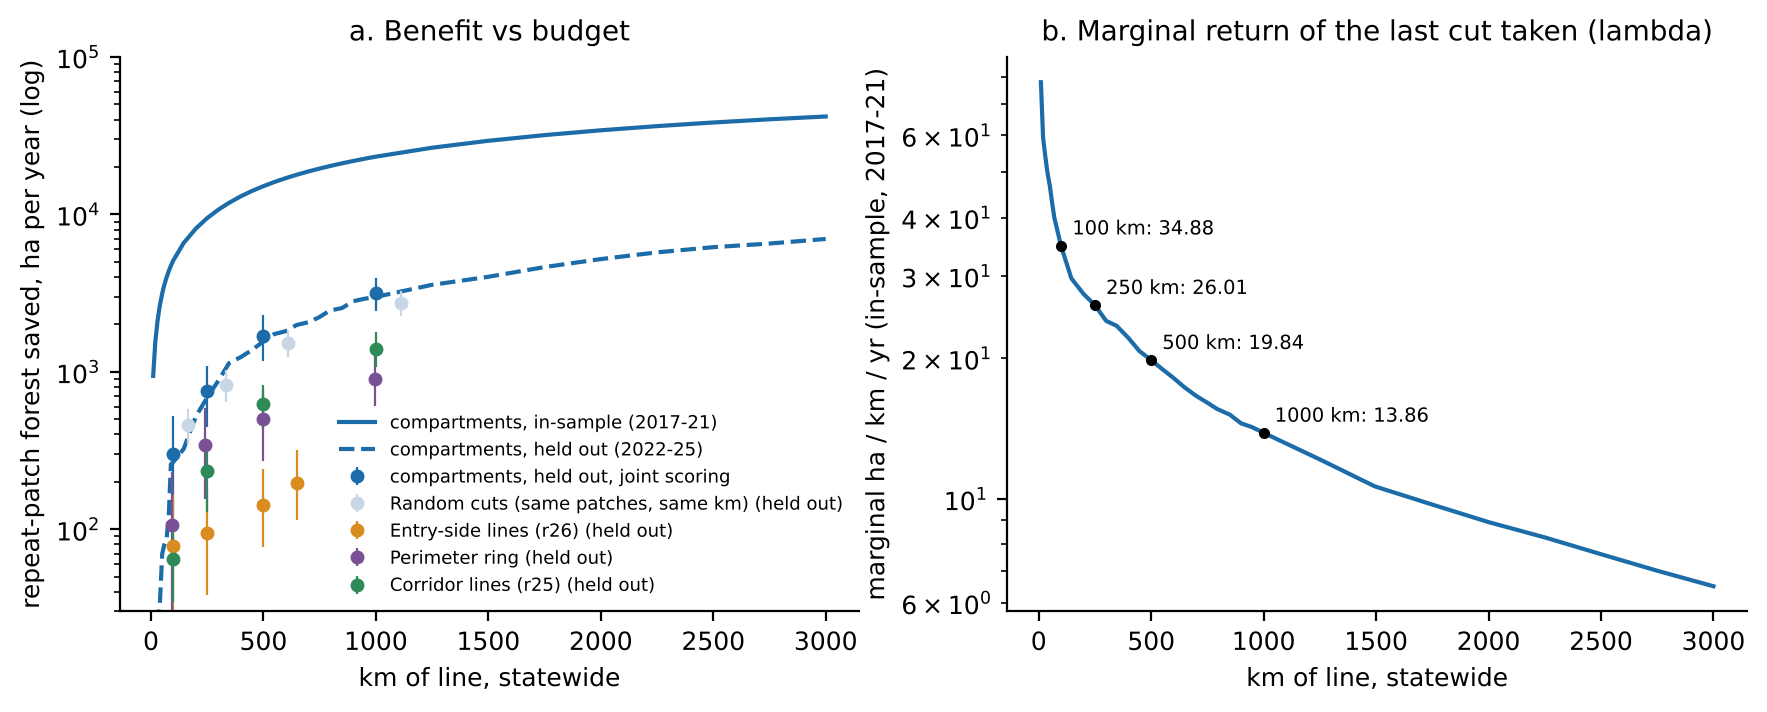 a. Benefit vs budget
repeat-patch forest saved, ha per year (log)
10^5
10^4
10^3
10^2
compartments, in-sample (2017-21)
compartments, held out (2022-25)
compartments, held out, joint scoring
Random cuts (same patches, same km) (held out)
Entry-side lines (r26) (held out)
Perimeter ring (held out)
Corridor lines (r25) (held out)
0 500 1000 1500 2000 2500 3000
km of line, statewide
b. Marginal return of the last cut taken (lambda)
marginal ha / km / yr (in-sample, 2017-21)
6 × 10^1
4 × 10^1
3 × 10^1
2 × 10^1
10^1
6 × 10^0
100 km: 34.88
250 km: 26.01
500 km: 19.84
1000 km: 13.86
0 500 1000 1500 2000 2500 3000
km of line, statewide